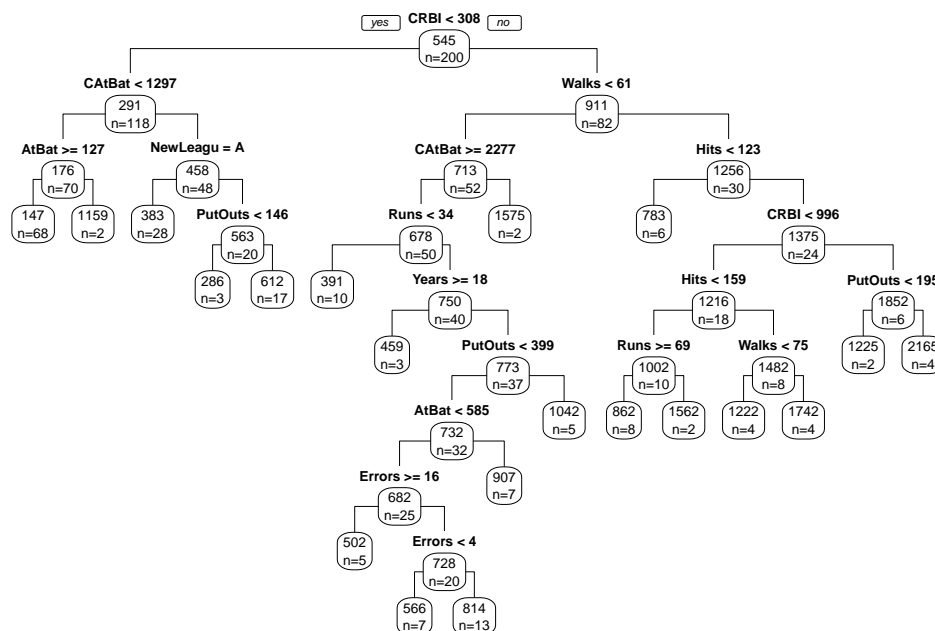 CRBI < 308
yes no
545
n=200
CAtBat < 1297 Walks < 61
291 911
n=118 n=82
AtBat >= 127 NewLeagu = A CAtBat >= 2277 Hits < 123
176 458 713 1256
n=70 n=48 n=52 n=30
147 1159 383 PutOuts < 146 Runs < 34 1575 783 CRBI < 996
n=68 n=2 n=28 n=2 n=6
563 678 1375
n=20 n=50 n=24
286 612 391 Years >= 18 Hits < 159 PutOuts < 195
n=3 n=17 n=10
750 1216 1852
n=40 n=18 n=6
459 PutOuts < 399 Runs >= 69 Walks < 75 1225 2165
n=3 n=2 n=4
773 1002 1482
n=37 n=10 n=8
AtBat < 585 1042 862 1562 1222 1742
n=5 n=8 n=2 n=4 n=4
732
n=32
Errors >= 16 907
n=7
682
n=25
502 Errors < 4
n=5
728
n=20
566 814
n=7 n=13